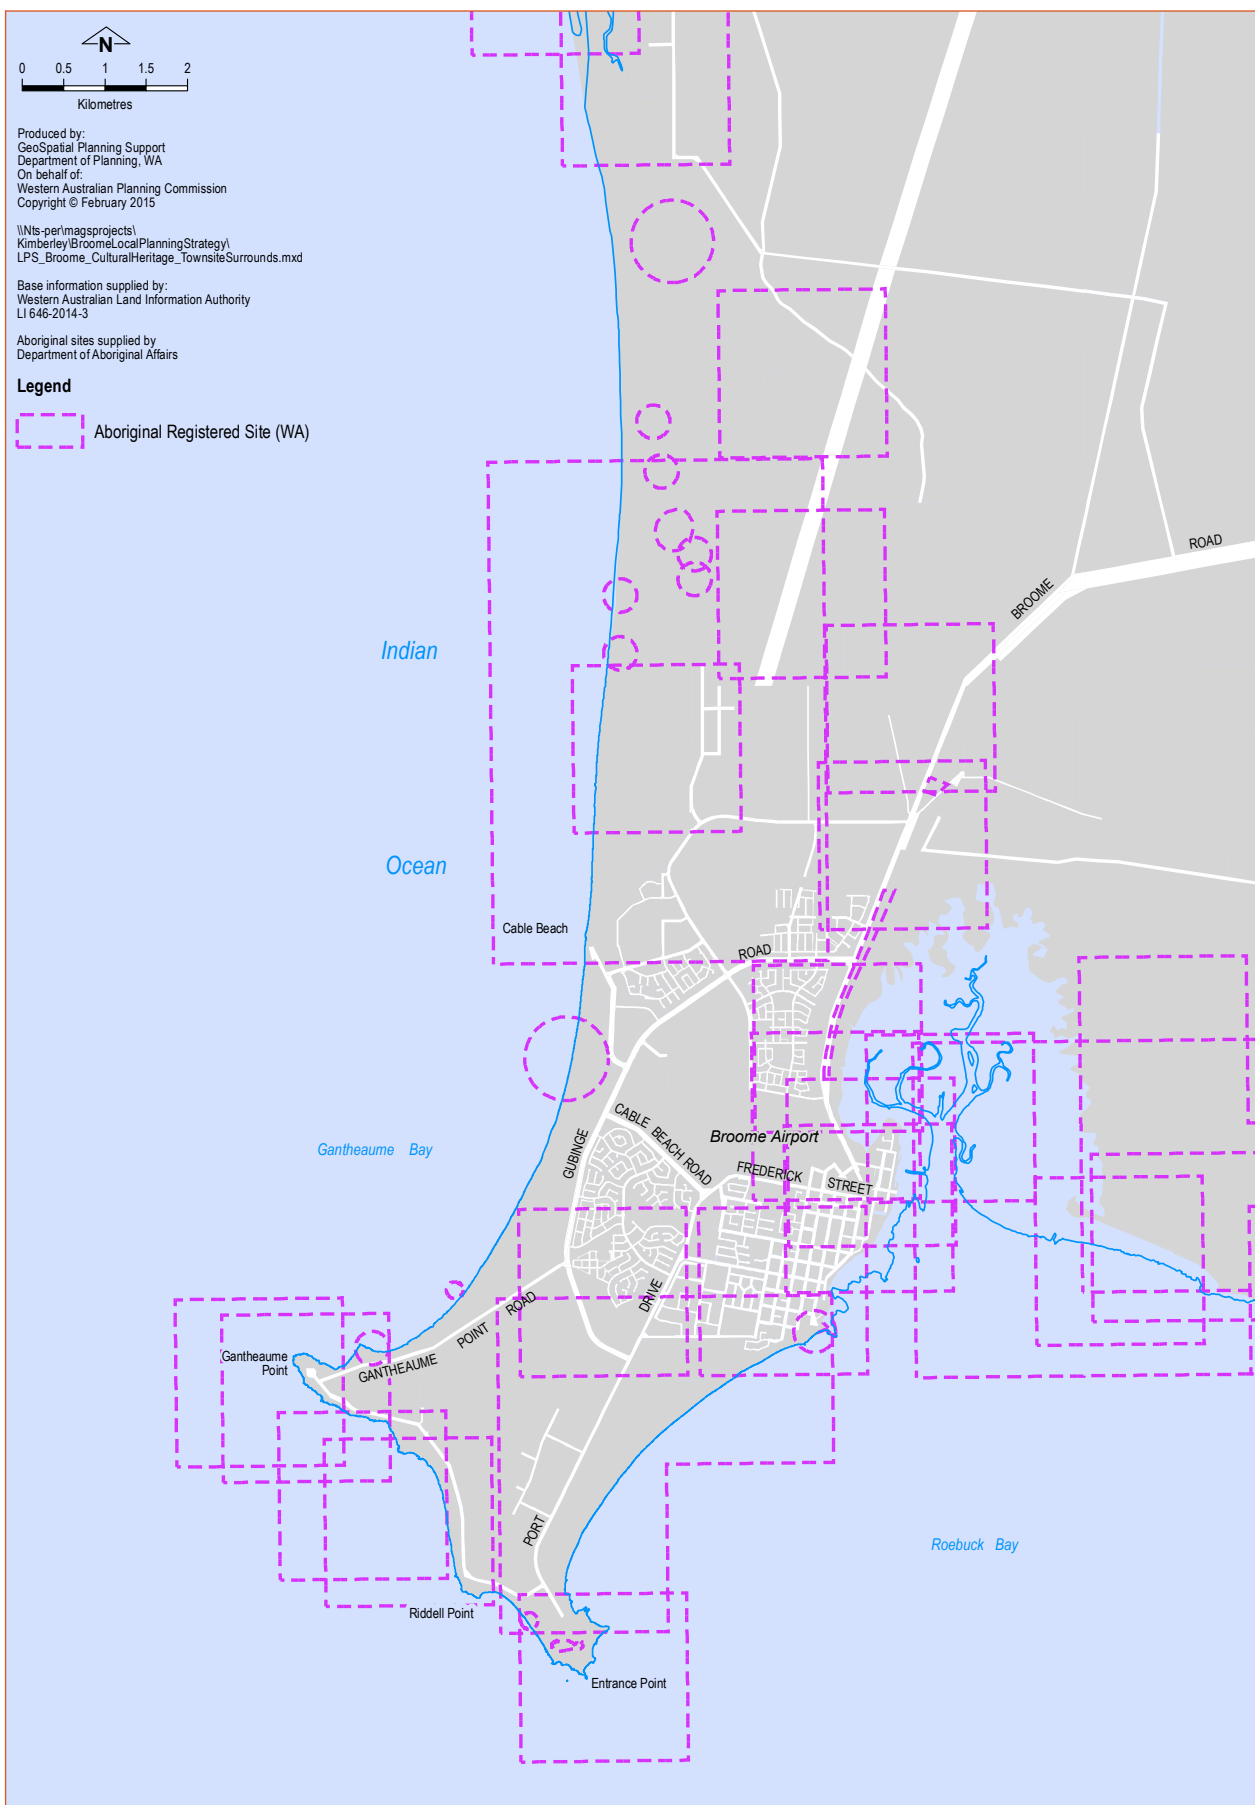 N
0 0.5 1 1.5 2
Kilometres
Produced by:
GeoSpatial Planning Support
Department of Planning, WA
On behalf of:
Western Australian Planning Commission
Copyright © February 2015
\\Nts-per\magsprojects\
Kimberley\BroomeLocalPlanningStrategy\
LPS_Broome_CulturalHeritage_TownsiteSurrounds.mxd
Base information supplied by:
Western Australian Land Information Authority
LI 646-2014-3
Aboriginal sites supplied by
Department of Aboriginal Affairs
Legend
Aboriginal Registered Site (WA)
ROAD
BROOME
Indian
Ocean
Cable Beach
ROAD
CABLE BEACH ROAD
Broome Airport
GUBINGE
Gantheaume Bay
FREDERICK STREET
DRIVE
ROAD
POINT
GANTHEAUME
Gantheaume
Point
PORT
Roebuck Bay
Riddell Point
Entrance Point